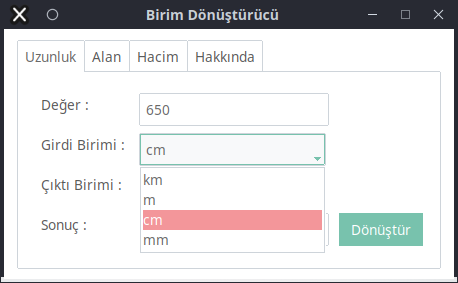 Birim Dönüştürücü
Uzunluk Alan Hacim Hakkında
Değer : 650
Girdi Birimi : cm
Çıktı Birimi : km
m
cm
Sonuç : Dönüştür
mm